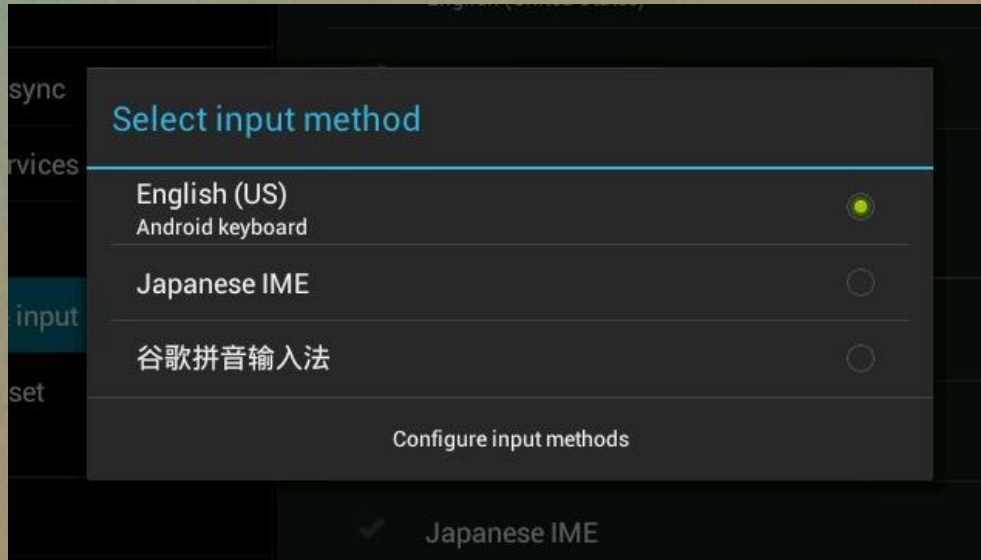 sync
Select input method
rvices
English (US)
Android keyboard
Japanese IME
input
谷歌拼音输入法
set
Configure input methods
Japanese IME